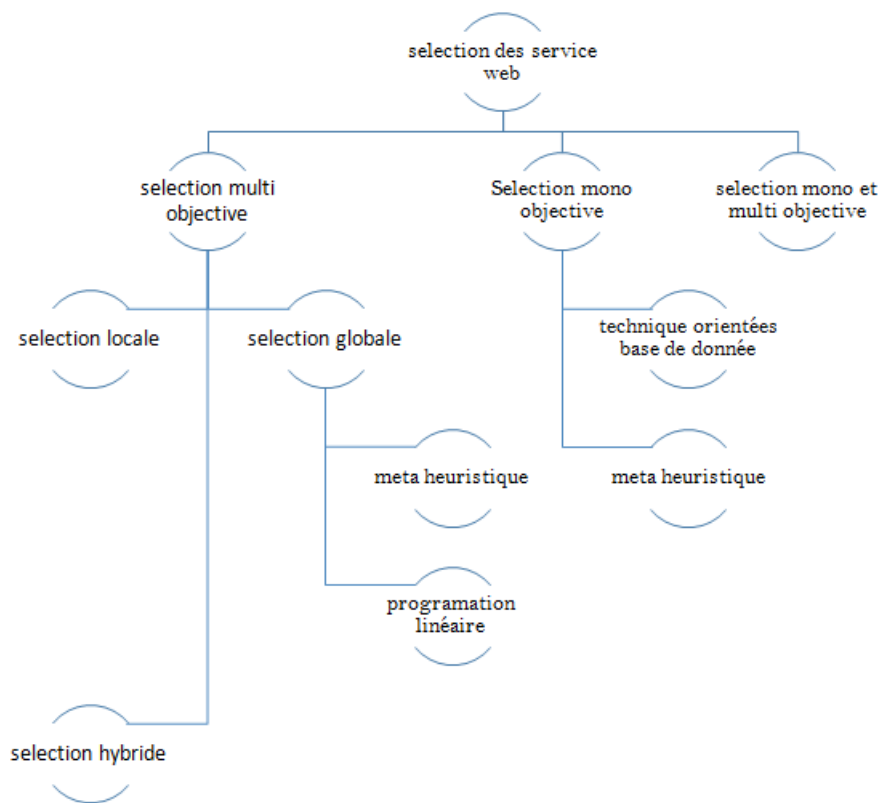 selection des service
web
selection multi
objective
Selection mono
objective
selection mono et
multi objective
selection locale
selection globale
technique orientées
base de donnée
meta heuristique
meta heuristique
programation
linéaire
selection hybride